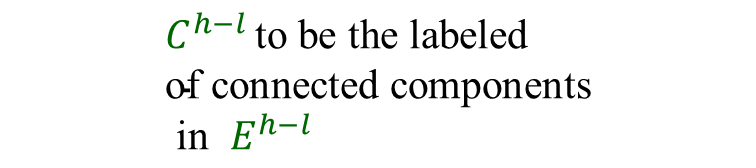 C^{h-l} to be the labeled
of connected components
in E^{h-l}